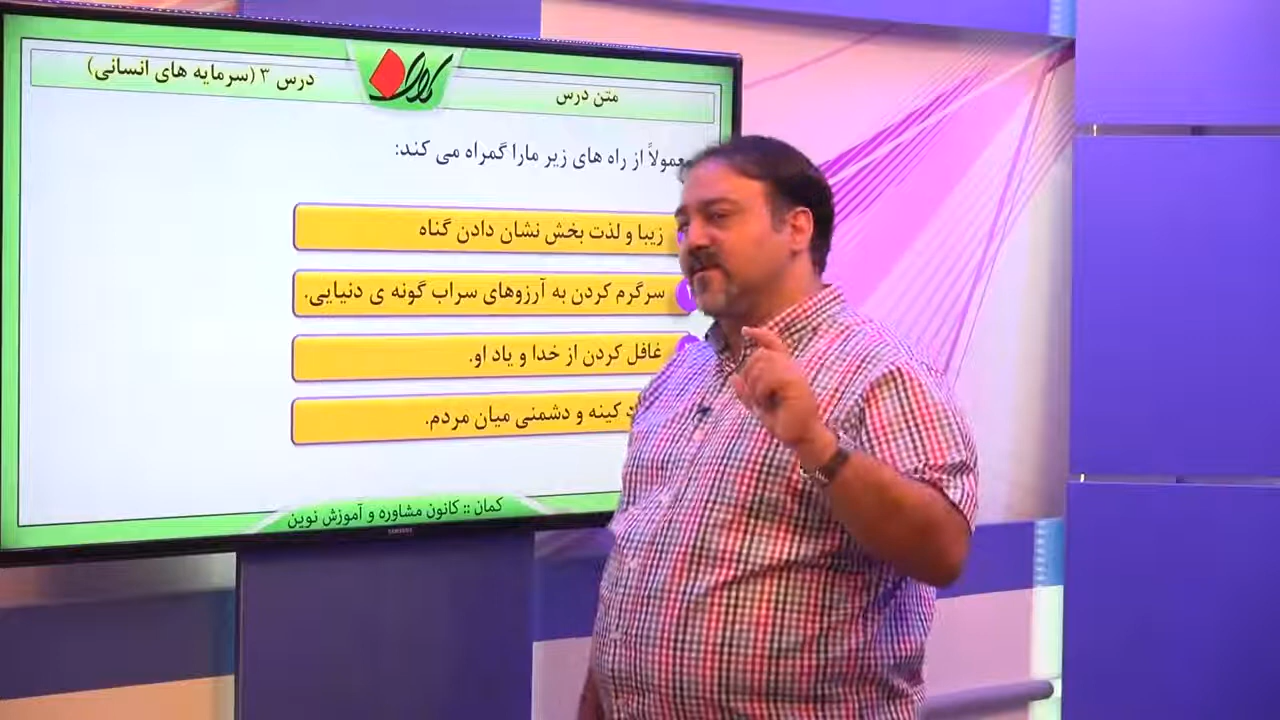 متن درس
درس ۳ (سرمایه های انسانی)
معمولاً از راه های زیر مارا گمراه می کند:
زیبا و لذت بخش نشان دادن گناه
سرگرم کردن به آرزوهای سراب گونه ی دنیایی.
غافل کردن از خدا و یاد او.
کینه و دشمنی میان مردم.
کمان :: کانون مشاوره و آموزش نوین
SAMSUNG